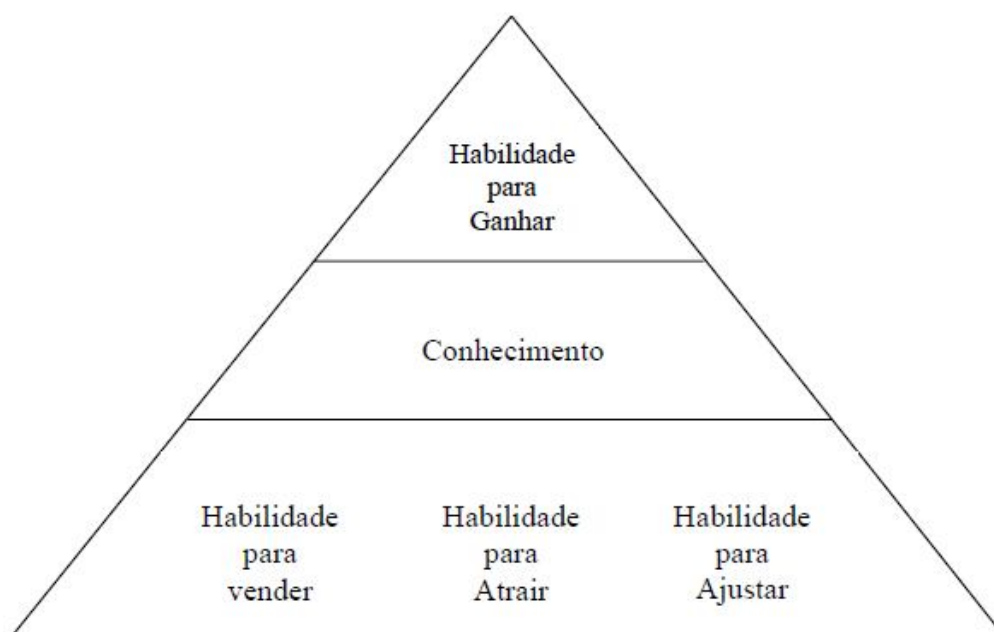 Habilidade
para
Ganhar
Conhecimento
Habilidade
para
vender
Habilidade
para
Atrair
Habilidade
para
Ajustar